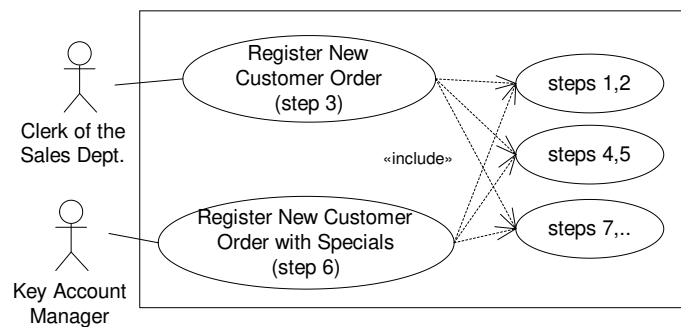 Register New
Customer Order
(step 3)
steps 1,2
Clerk of the
Sales Dept.
«include»
steps 4,5
Register New Customer
Order with Specials
(step 6)
steps 7,..
Key Account
Manager